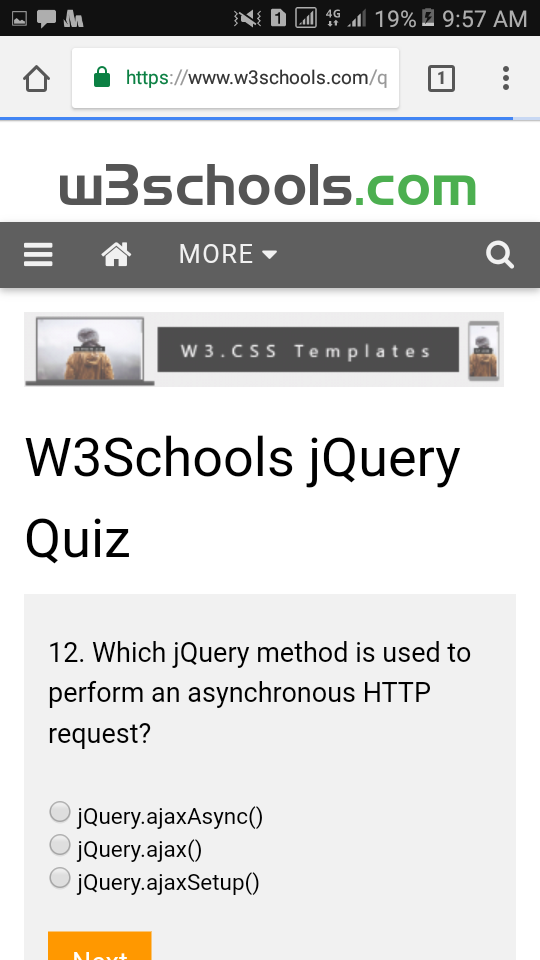 1 4G 19% 9:57 AM
https://www.w3schools.com/q
1
w3schools.com
MORE
W3.CSS Templates
W3Schools jQuery
Quiz
12. Which jQuery method is used to
perform an asynchronous HTTP
request?
jQuery.ajaxAsync()
jQuery.ajax()
jQuery.ajaxSetup()
Next